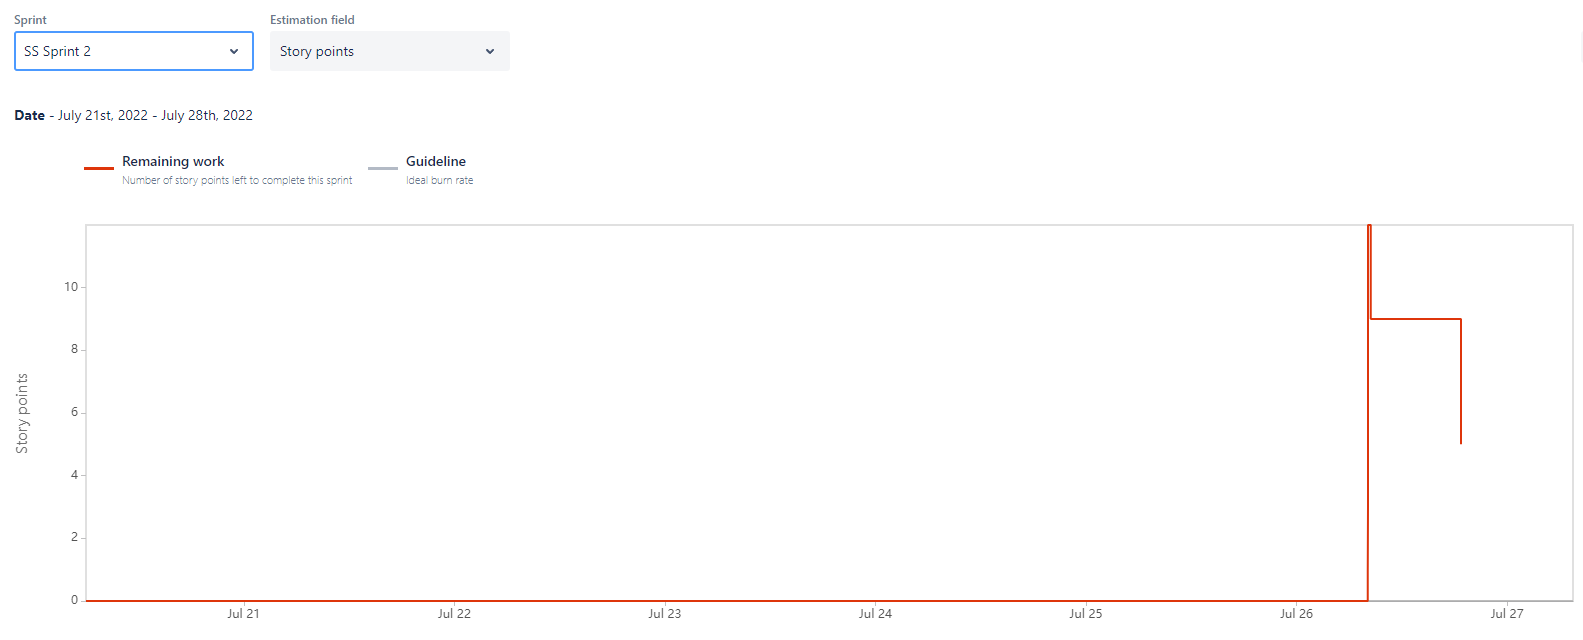 Sprint
Estimation field
SS Sprint 2
Story points
Date - July 21st, 2022 - July 28th, 2022
Remaining work
Number of story points left to complete this sprint
Guideline
Ideal burn rate
Story points
10
8
6
4
2
0
Jul 21
Jul 22
Jul 23
Jul 24
Jul 25
Jul 26
Jul 27